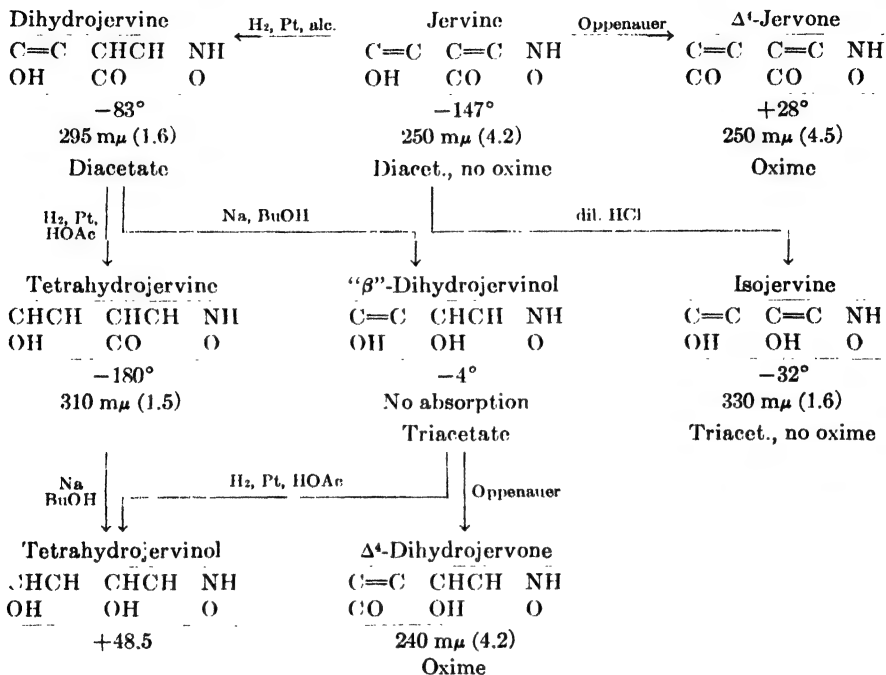 Dihydrojervine H₂, Pt, alc. Jervine Oppenauer Δ⁴-Jervone
C=C CHCH NH C=C C=C NH C=C C=C NH
OH CO O OH CO O CO CO O
−83° −147° +28°
295 mμ (1.6) 250 mμ (4.2) 250 mμ (4.5)
Diacetate Diacet., no oxime Oxime
H₂, Pt, HOAc Na, BuOH dil. HCl
Tetrahydrojervine "β"-Dihydrojervinol Isojervine
CHCH CHCH NH C=C CHCH NH C=C C=C NH
OH CO O OH OH O OH OH O
−180° −4° −32°
310 mμ (1.5) No absorption 330 mμ (1.6)
Triacetate Triacet., no oxime
Na BuOH H₂, Pt, HOAc Oppenauer
Tetrahydrojervinol Δ⁴-Dihydrojervone
CHCH CHCH NH C=C CHCH NH
OH OH O CO OH O
+48.5 240 mμ (4.2)
Oxime